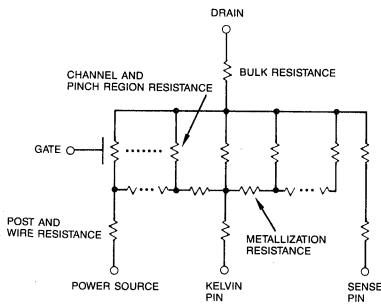 DRAIN
CHANNEL AND
PINCH REGION RESISTANCE
BULK RESISTANCE
GATE
POST AND
WIRE RESISTANCE
METALLIZATION
RESISTANCE
POWER SOURCE
KELVIN
PIN
SENSE
PIN